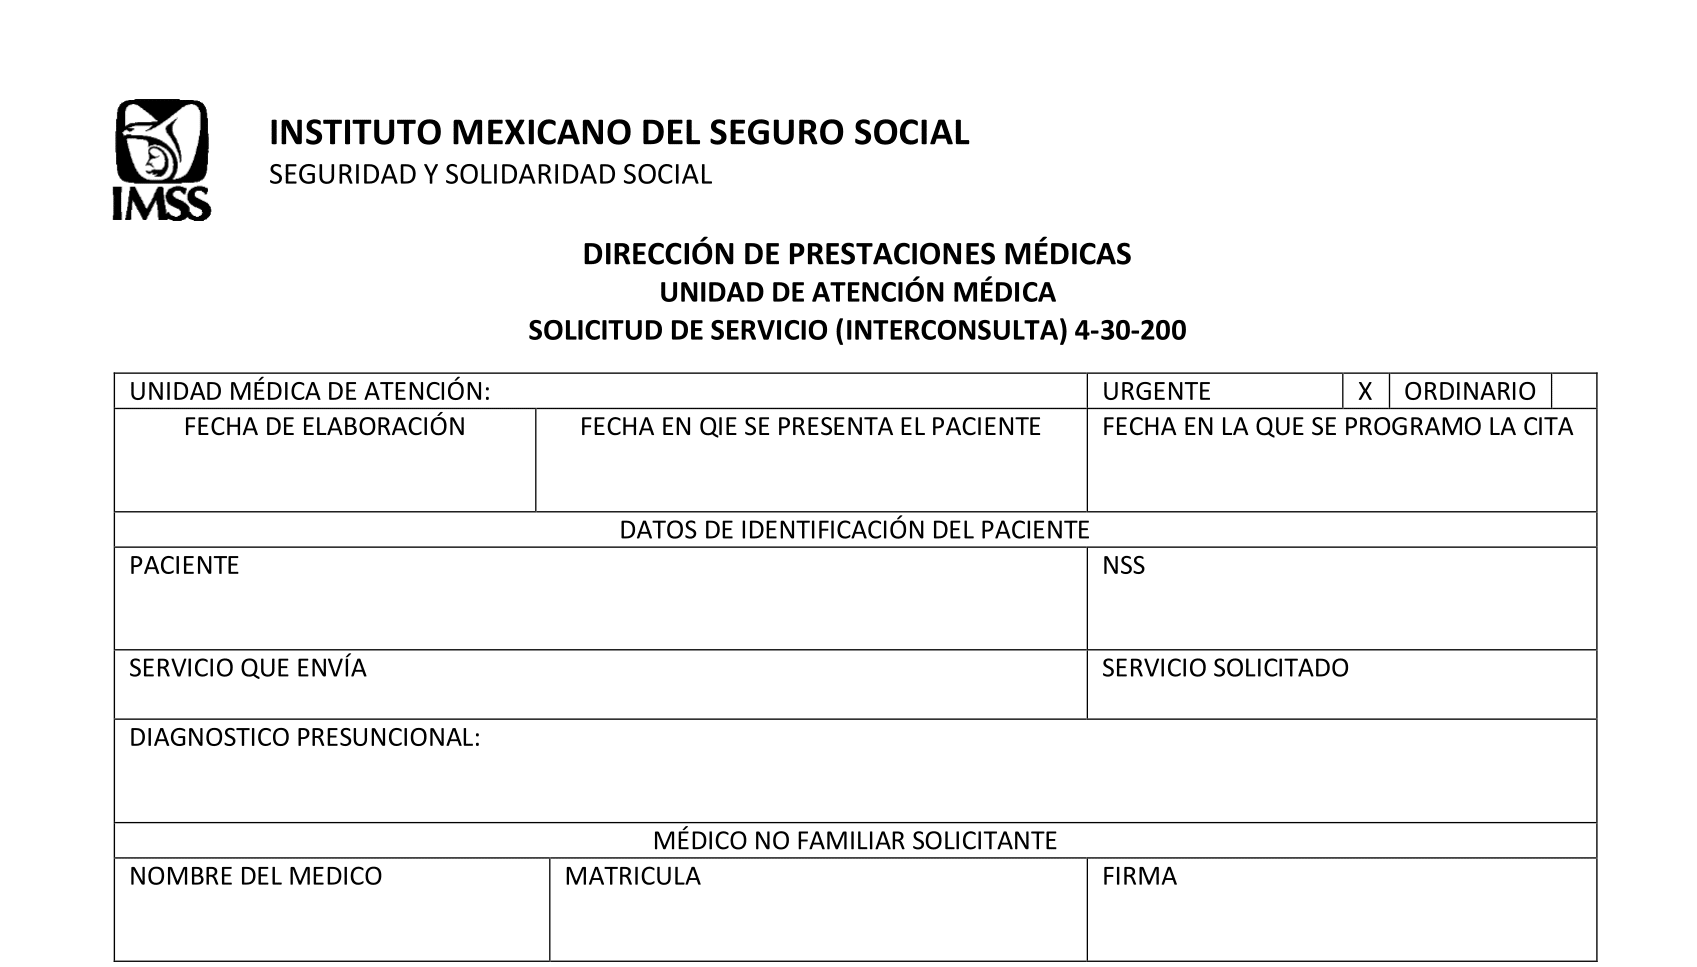 IMSS
INSTITUTO MEXICANO DEL SEGURO SOCIAL
SEGURIDAD Y SOLIDARIDAD SOCIAL
DIRECCIÓN DE PRESTACIONES MÉDICAS
UNIDAD DE ATENCIÓN MÉDICA
SOLICITUD DE SERVICIO (INTERCONSULTA) 4-30-200
UNIDAD MÉDICA DE ATENCIÓN: URGENTE X ORDINARIO
FECHA DE ELABORACIÓN FECHA EN QIE SE PRESENTA EL PACIENTE FECHA EN LA QUE SE PROGRAMO LA CITA
DATOS DE IDENTIFICACIÓN DEL PACIENTE
PACIENTE NSS
SERVICIO QUE ENVÍA SERVICIO SOLICITADO
DIAGNOSTICO PRESUNCIONAL:
MÉDICO NO FAMILIAR SOLICITANTE
NOMBRE DEL MEDICO MATRICULA FIRMA